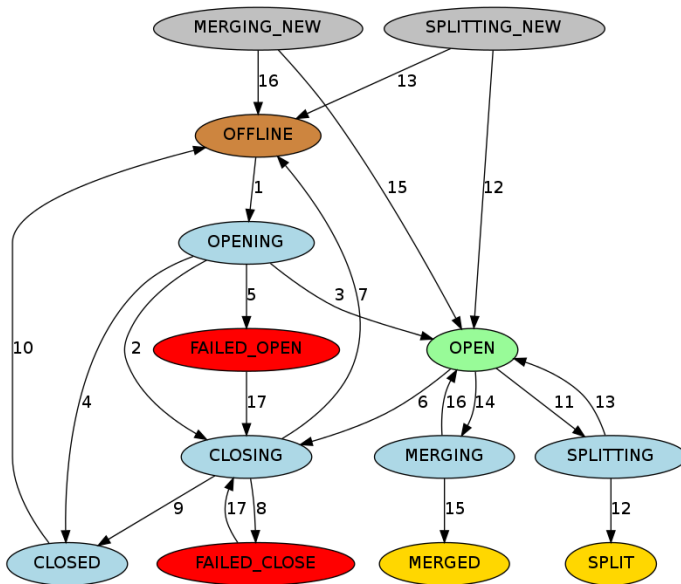 MERGING_NEW
SPLITTING_NEW
16
13
OFFLINE
1
15
12
OPENING
5
3
7
FAILED_OPEN
OPEN
10
4
2
17
6
16
14
11
13
CLOSING
MERGING
SPLITTING
9
17
8
15
12
CLOSED
FAILED_CLOSE
MERGED
SPLIT